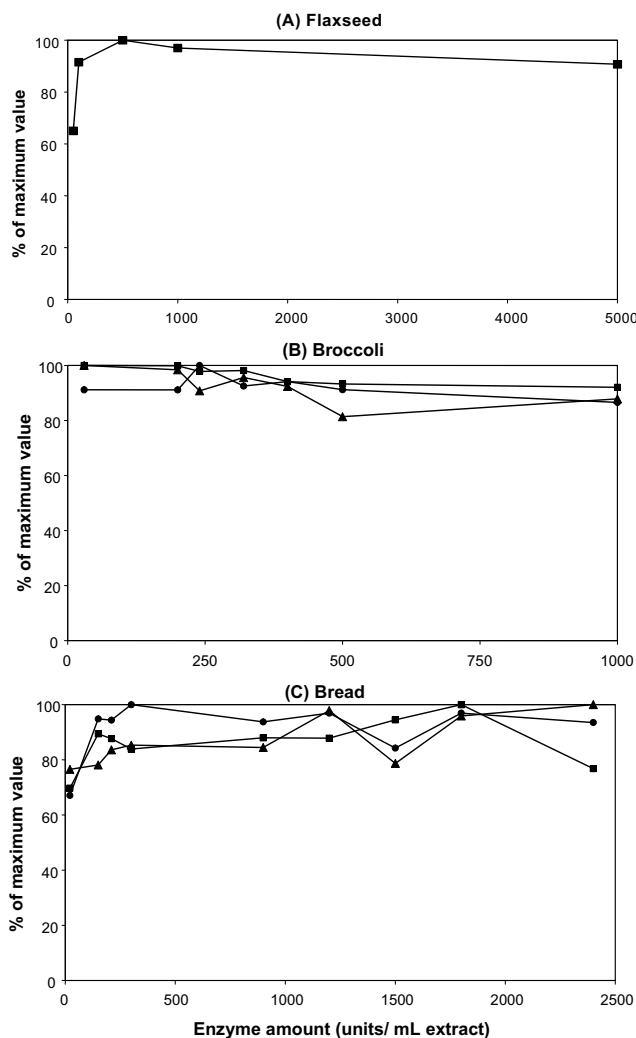 (A) Flaxseed
100
80
60
40
20
0
% of maximum value
0 1000 2000 3000 4000 5000
(B) Broccoli
100
80
60
40
20
0
% of maximum value
0 250 500 750 1000
(C) Bread
100
80
60
40
20
0
% of maximum value
0 500 1000 1500 2000 2500
Enzyme amount (units/ mL extract)